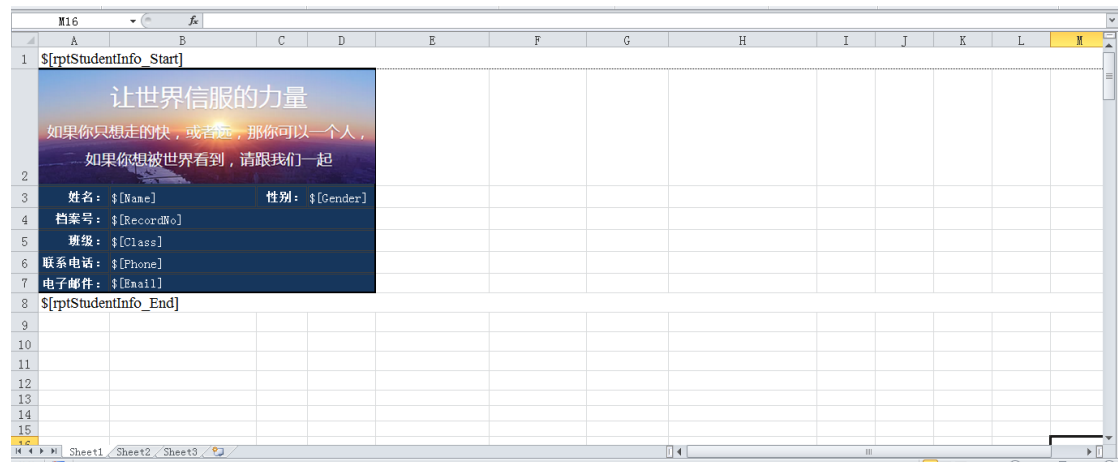 M16 fx
A B C D E F G H I J K L M
1 $[rptStudentInfo_Start]
让世界信服的力量
如果你只想走的快，或者远，那你可以一个人，
2 如果你想被世界看到，请跟我们一起
3 姓名： $[Name] 性别： $[Gender]
4 档案号： $[RecordNo]
5 班级： $[Class]
6 联系电话： $[Phone]
7 电子邮件： $[Email]
8 $[rptStudentInfo_End]
9
10
11
12
13
14
15
16
Sheet1 Sheet2 Sheet3